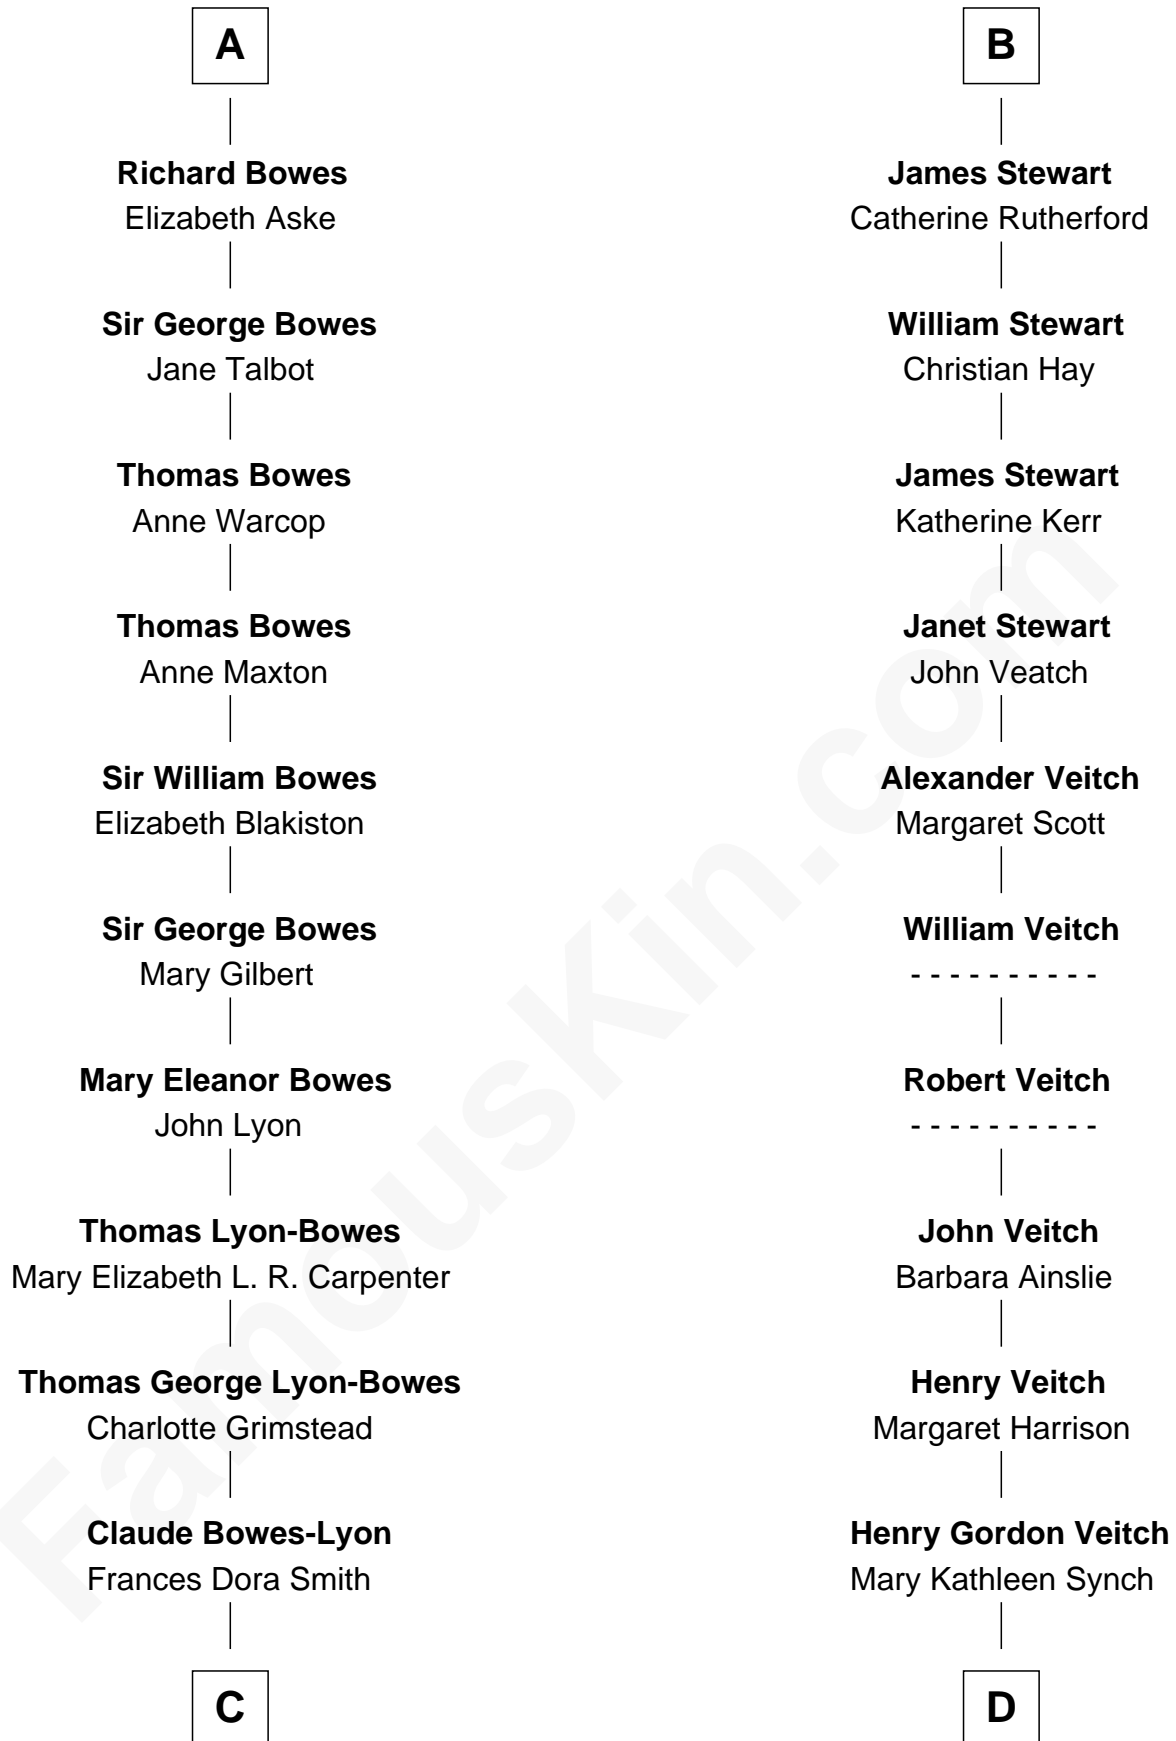 A
Richard Bowes
Elizabeth Aske
Sir George Bowes
Jane Talbot
Thomas Bowes
Anne Warcop
Thomas Bowes
Anne Maxton
Sir William Bowes
Elizabeth Blakiston
Sir George Bowes
Mary Gilbert
Mary Eleanor Bowes
John Lyon
Thomas Lyon-Bowes
Mary Elizabeth L. R. Carpenter
Thomas George Lyon-Bowes
Charlotte Grimstead
Claude Bowes-Lyon
Frances Dora Smith
C
B
James Stewart
Catherine Rutherford
William Stewart
Christian Hay
James Stewart
Katherine Kerr
Janet Stewart
John Veatch
Alexander Veitch
Margaret Scott
William Veitch
- - - - - - - - - -
Robert Veitch
- - - - - - - - - -
John Veitch
Barbara Ainslie
Henry Veitch
Margaret Harrison
Henry Gordon Veitch
Mary Kathleen Synch
D
FamousKin.com